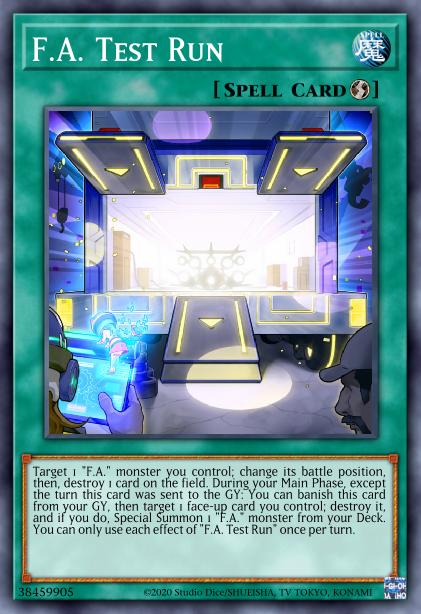 F.A. Test Run
SPELL
魔
[Spell Card]
Target 1 "F.A." monster you control; change its battle position,
then, destroy 1 card on the field. During your Main Phase, except
the turn this card was sent to the GY: You can banish this card
from your GY, then target 1 face-up card you control; destroy it,
and if you do, Special Summon 1 "F.A." monster from your Deck.
You can only use each effect of "F.A. Test Run" once per turn.
38459905
©2020 Studio Dice/SHUEISHA, TV TOKYO, KONAMI